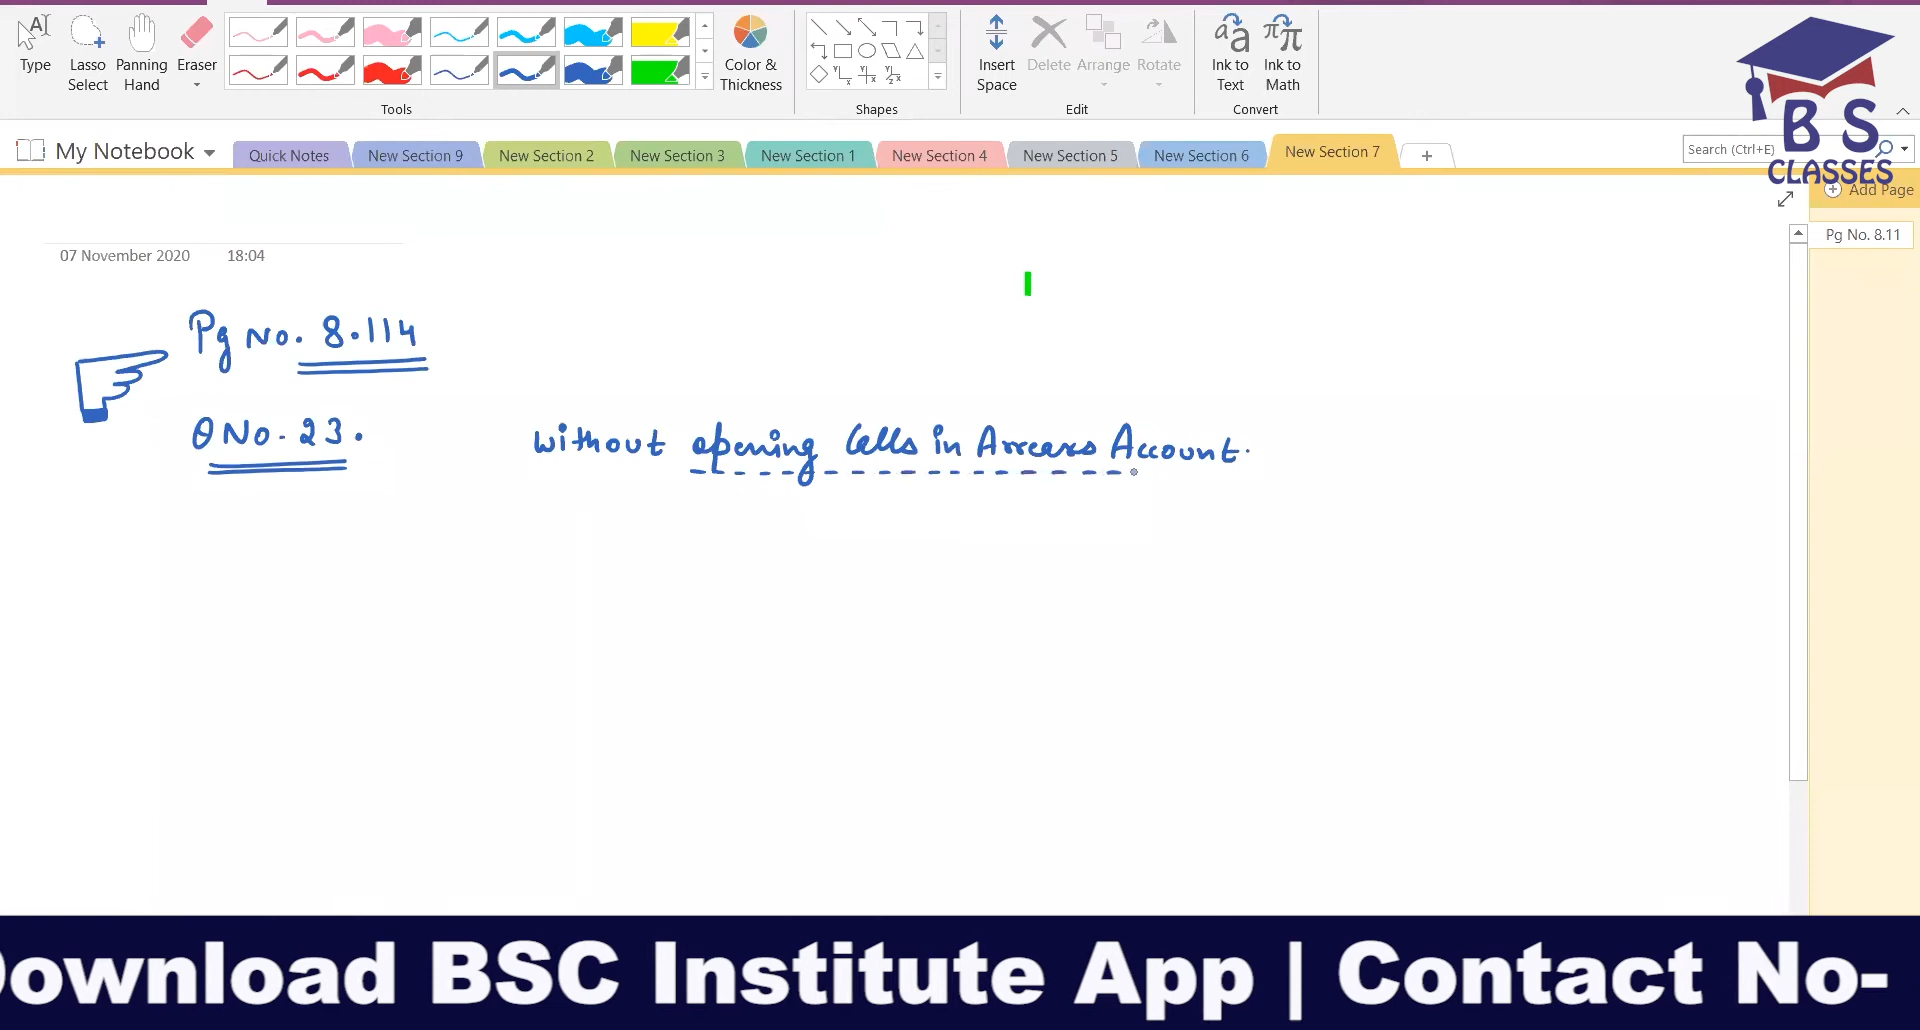 Type
Lasso Select
Panning Hand
Eraser
Color & Thickness
Insert Space
Delete
Arrange
Rotate
Ink to Text
Ink to Math
Tools
Shapes
Edit
Convert
B S
CLASSES
My Notebook
Quick Notes
New Section 9
New Section 2
New Section 3
New Section 1
New Section 4
New Section 5
New Section 6
New Section 7
Search (Ctrl+E)
Add Page
Pg No. 8.11
07 November 2020 18:04
Pg No. 8.114
Q No. 23.
without opening Calls in Arrears Account.
Download BSC Institute App | Contact No-